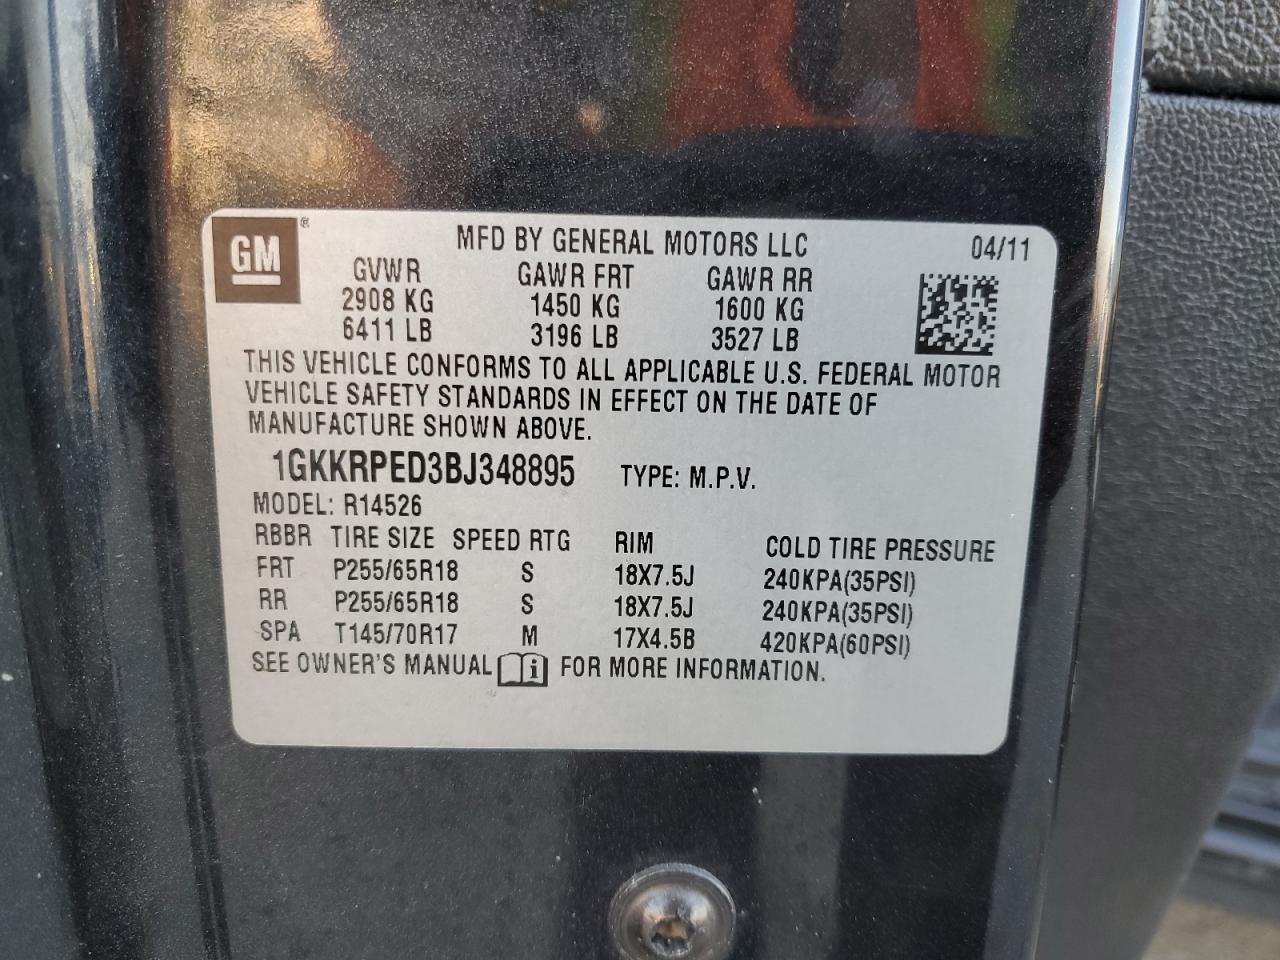 GM ®
MFD BY GENERAL MOTORS LLC 04/11
GVWR GAWR FRT GAWR RR
2908 KG 1450 KG 1600 KG
6411 LB 3196 LB 3527 LB
THIS VEHICLE CONFORMS TO ALL APPLICABLE U.S. FEDERAL MOTOR
VEHICLE SAFETY STANDARDS IN EFFECT ON THE DATE OF
MANUFACTURE SHOWN ABOVE.
1GKKRPED3BJ348895 TYPE: M.P.V.
MODEL: R14526
RBBR TIRE SIZE SPEED RTG RIM COLD TIRE PRESSURE
FRT P255/65R18 S 18X7.5J 240KPA(35PSI)
RR P255/65R18 S 18X7.5J 240KPA(35PSI)
SPA T145/70R17 M 17X4.5B 420KPA(60PSI)
SEE OWNER'S MANUAL i FOR MORE INFORMATION.